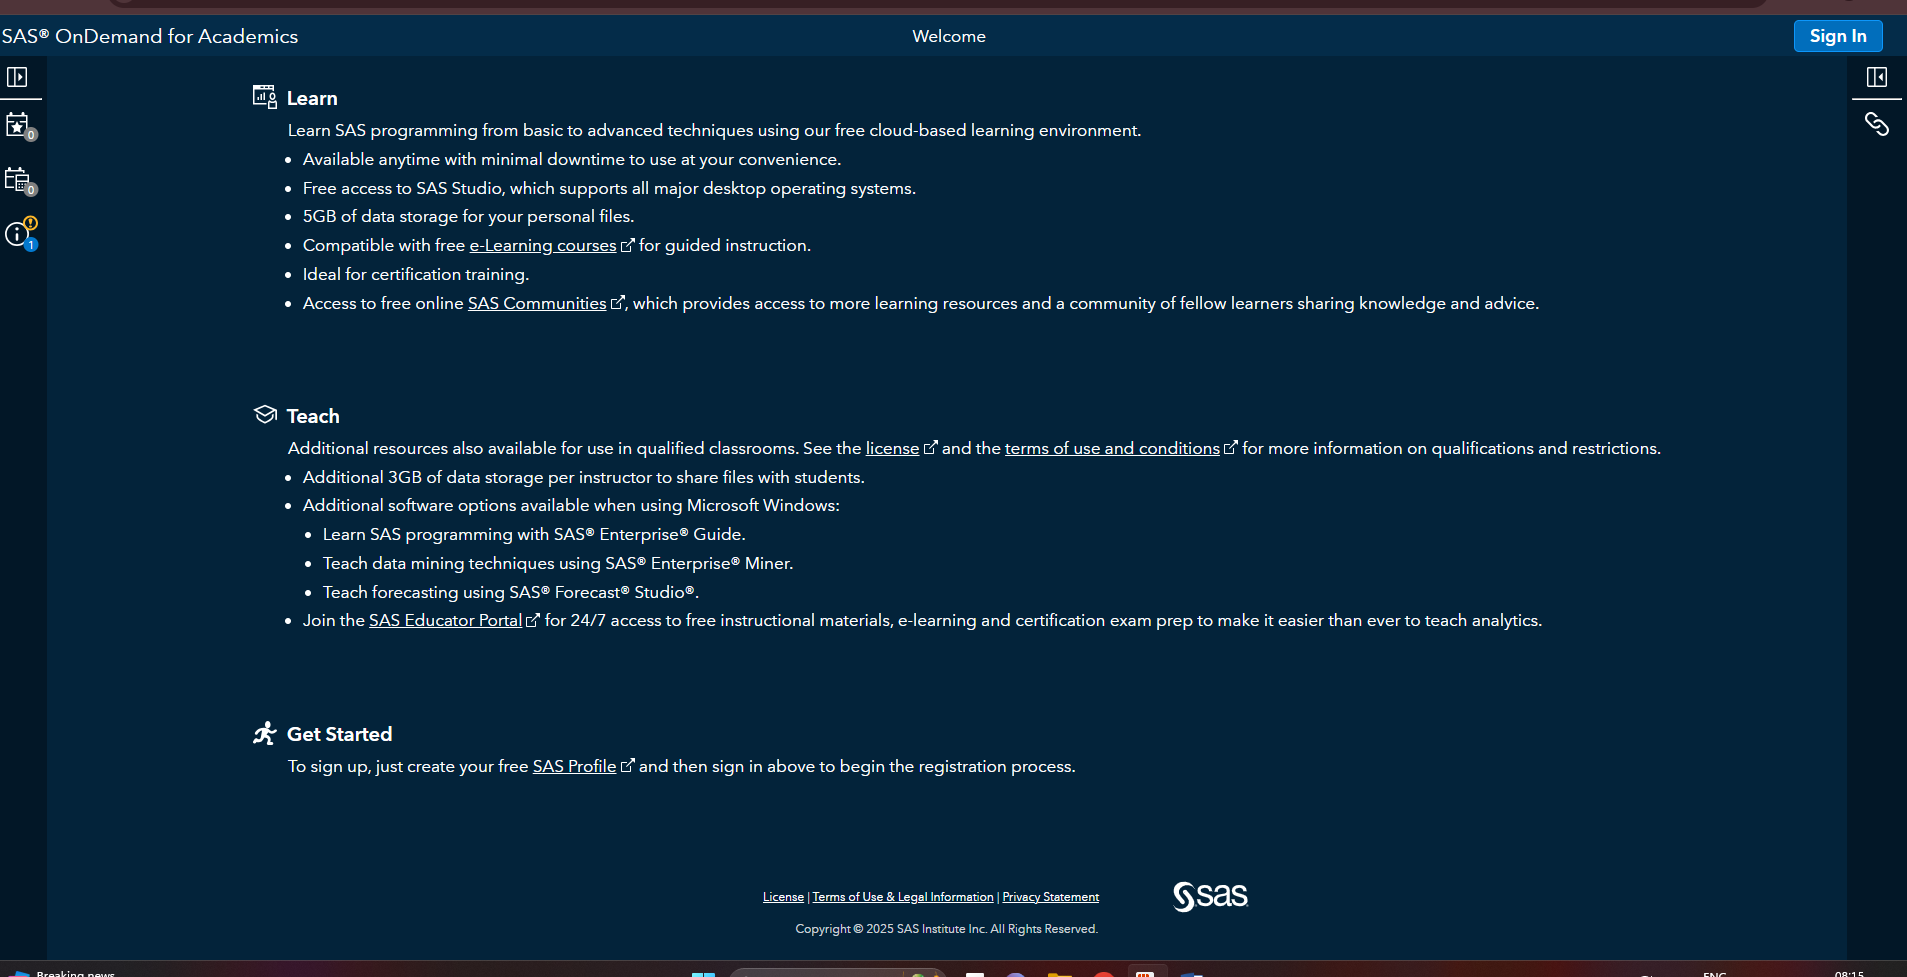 SAS® OnDemand for Academics
Welcome
Sign In
0
0
1
Learn
Learn SAS programming from basic to advanced techniques using our free cloud-based learning environment.
Available anytime with minimal downtime to use at your convenience.
Free access to SAS Studio, which supports all major desktop operating systems.
5GB of data storage for your personal files.
Compatible with free e-Learning courses for guided instruction.
Ideal for certification training.
Access to free online SAS Communities, which provides access to more learning resources and a community of fellow learners sharing knowledge and advice.
Teach
Additional resources also available for use in qualified classrooms. See the license and the terms of use and conditions for more information on qualifications and restrictions.
Additional 3GB of data storage per instructor to share files with students.
Additional software options available when using Microsoft Windows:
Learn SAS programming with SAS® Enterprise® Guide.
Teach data mining techniques using SAS® Enterprise® Miner.
Teach forecasting using SAS® Forecast® Studio®.
Join the SAS Educator Portal for 24/7 access to free instructional materials, e-learning and certification exam prep to make it easier than ever to teach analytics.
Get Started
To sign up, just create your free SAS Profile and then sign in above to begin the registration process.
License | Terms of Use & Legal Information | Privacy Statement
sas
Copyright © 2025 SAS Institute Inc. All Rights Reserved.
Breaking news
ENG
08:15